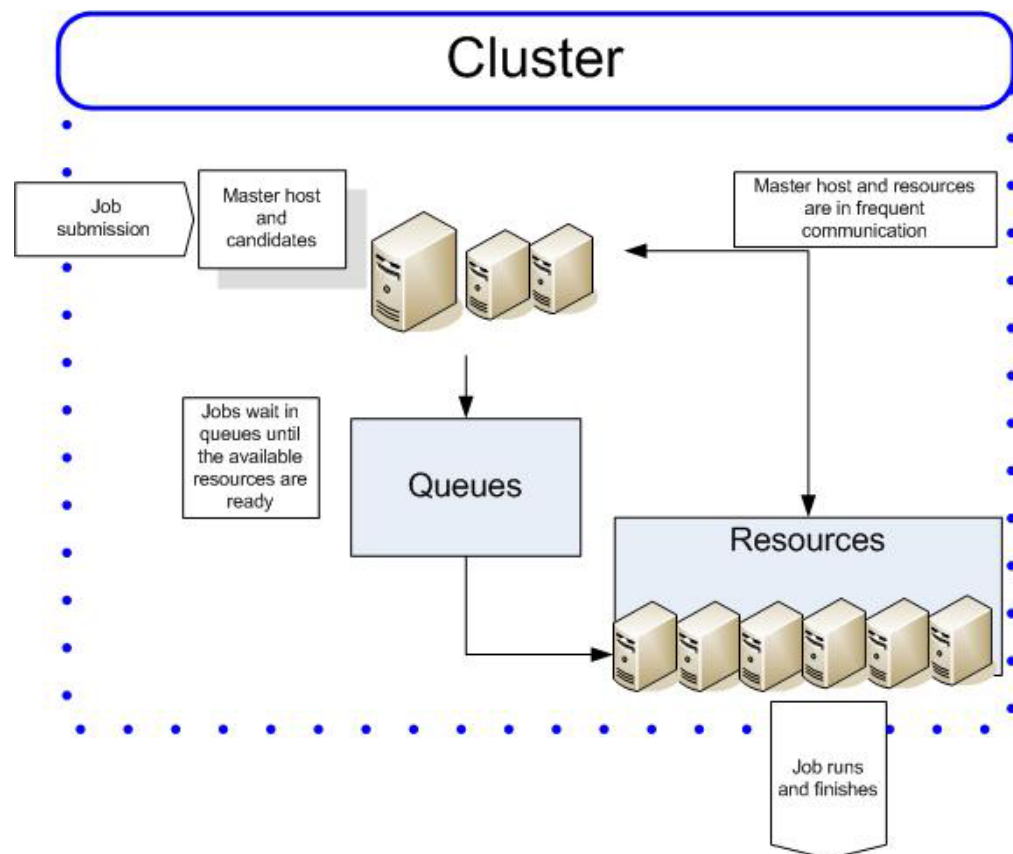 Cluster
Job
submission
Master host
and
candidates
Master host and resources
are in frequent
communication
Jobs wait in
queues until
the available
resources are
ready
Queues
Resources
Job runs
and finishes